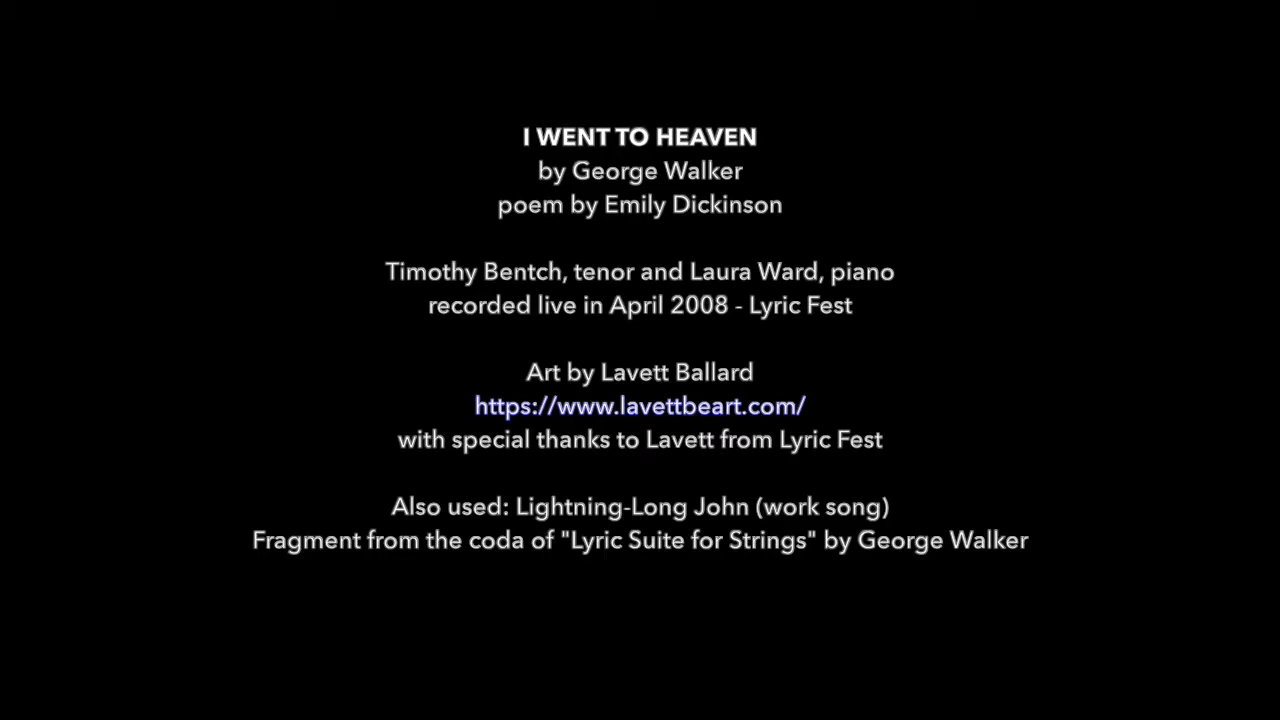 I WENT TO HEAVEN
by George Walker
poem by Emily Dickinson
Timothy Bentch, tenor and Laura Ward, piano
recorded live in April 2008 - Lyric Fest
Art by Lavett Ballard
https://www.lavettbeart.com/
with special thanks to Lavett from Lyric Fest
Also used: Lightning-Long John (work song)
Fragment from the coda of "Lyric Suite for Strings" by George Walker